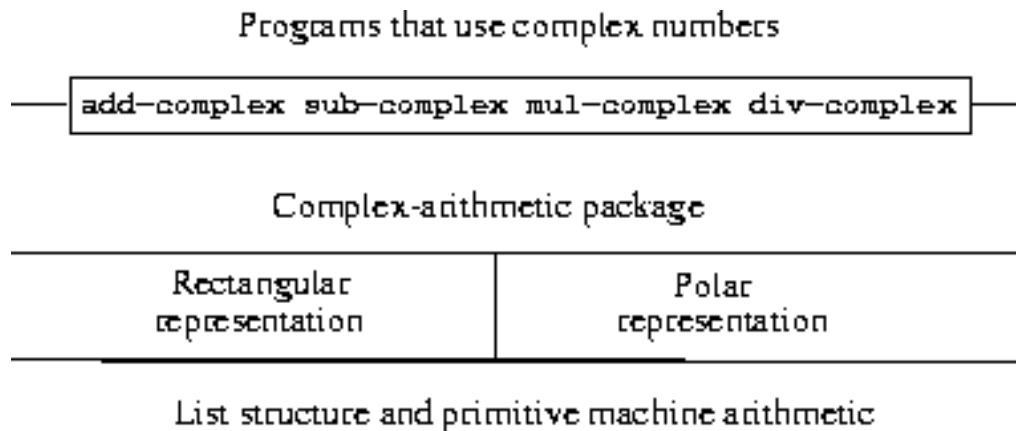 Programs that use complex numbers
add-complex sub-complex mul-complex div-complex
Complex-arithmetic package
Rectangular
representation
Polar
representation
List structure and primitive machine arithmetic